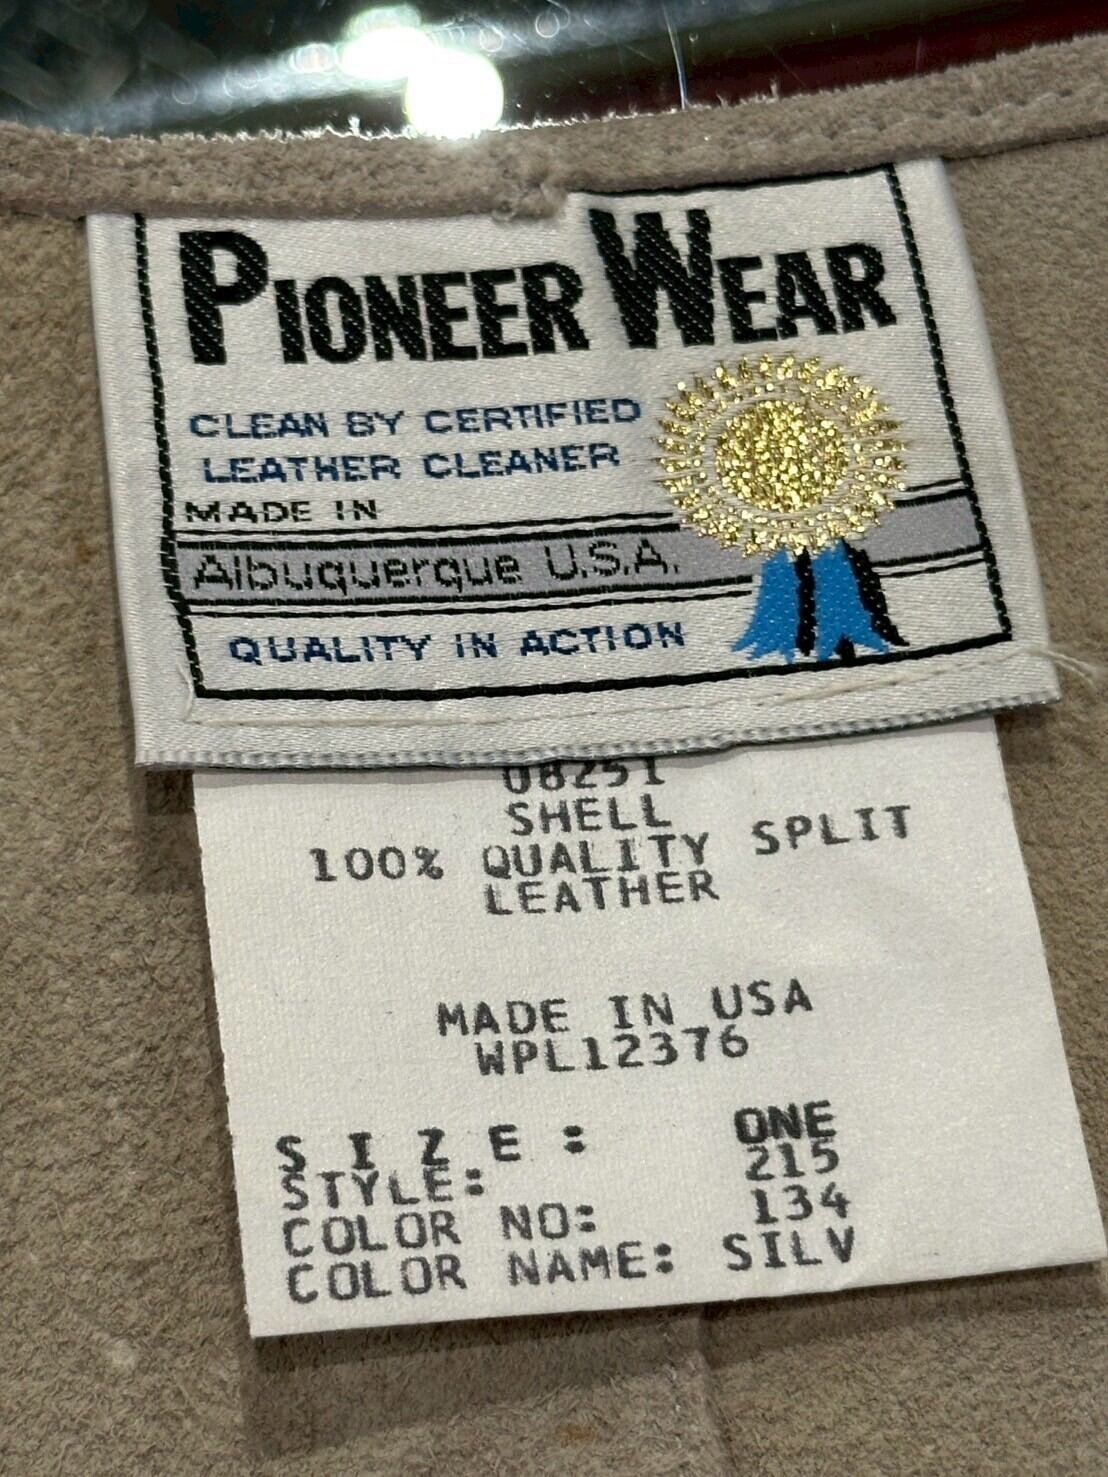 PIONEER WEAR
CLEAN BY CERTIFIED
LEATHER CLEANER
MADE IN
Albuquerque U.S.A.
QUALITY IN ACTION
08251
SHELL
100% QUALITY SPLIT
LEATHER
MADE IN USA
WPL12376
SIZE: ONE
STYLE: 215
COLOR NO: 134
COLOR NAME: SILV